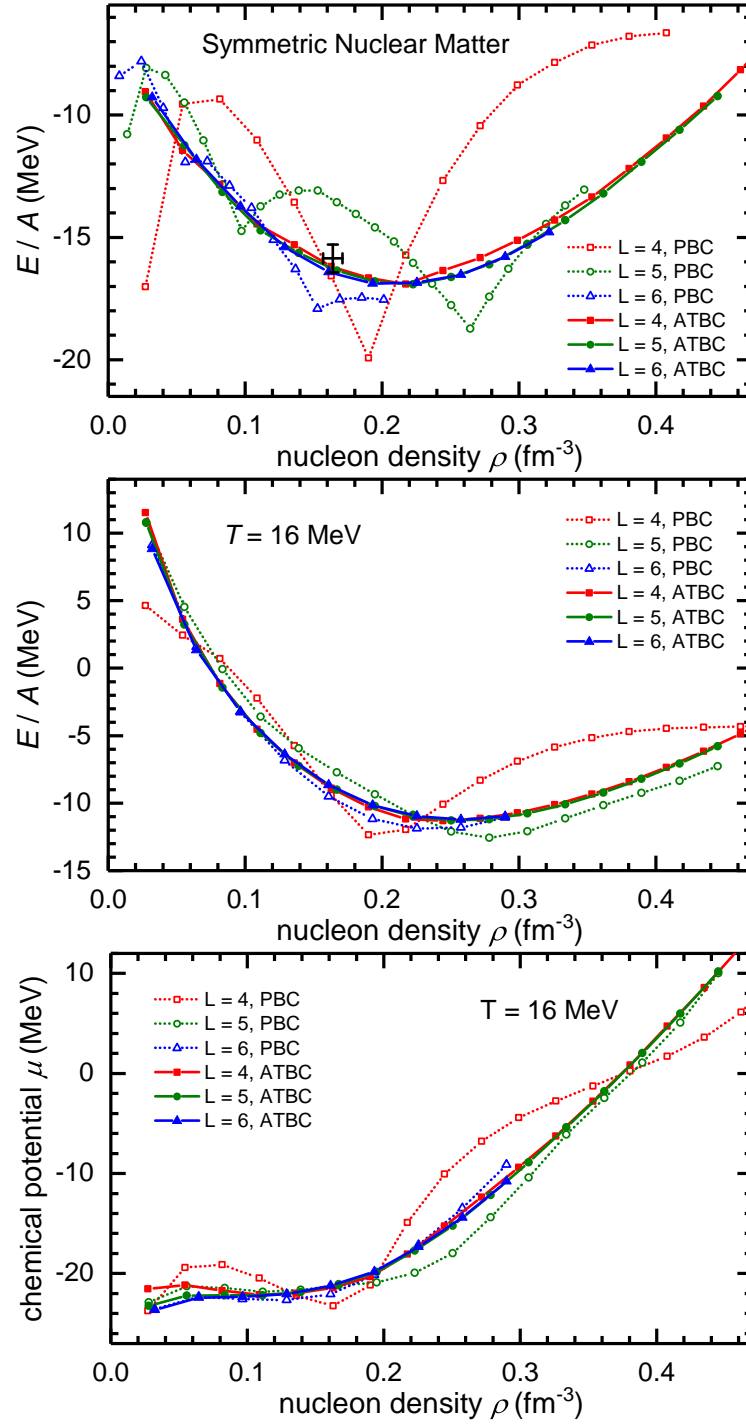 Symmetric Nuclear Matter
-10
-15
-20
E / A (MeV)
L = 4, PBC
L = 5, PBC
L = 6, PBC
L = 4, ATBC
L = 5, ATBC
L = 6, ATBC
0.0 0.1 0.2 0.3 0.4
nucleon density ρ (fm⁻³)
T = 16 MeV
10
5
0
-5
-10
-15
E / A (MeV)
L = 4, PBC
L = 5, PBC
L = 6, PBC
L = 4, ATBC
L = 5, ATBC
L = 6, ATBC
0.0 0.1 0.2 0.3 0.4
nucleon density ρ (fm⁻³)
T = 16 MeV
10
0
-10
-20
chemical potential μ (MeV)
L = 4, PBC
L = 5, PBC
L = 6, PBC
L = 4, ATBC
L = 5, ATBC
L = 6, ATBC
0.0 0.1 0.2 0.3 0.4
nucleon density ρ (fm⁻³)